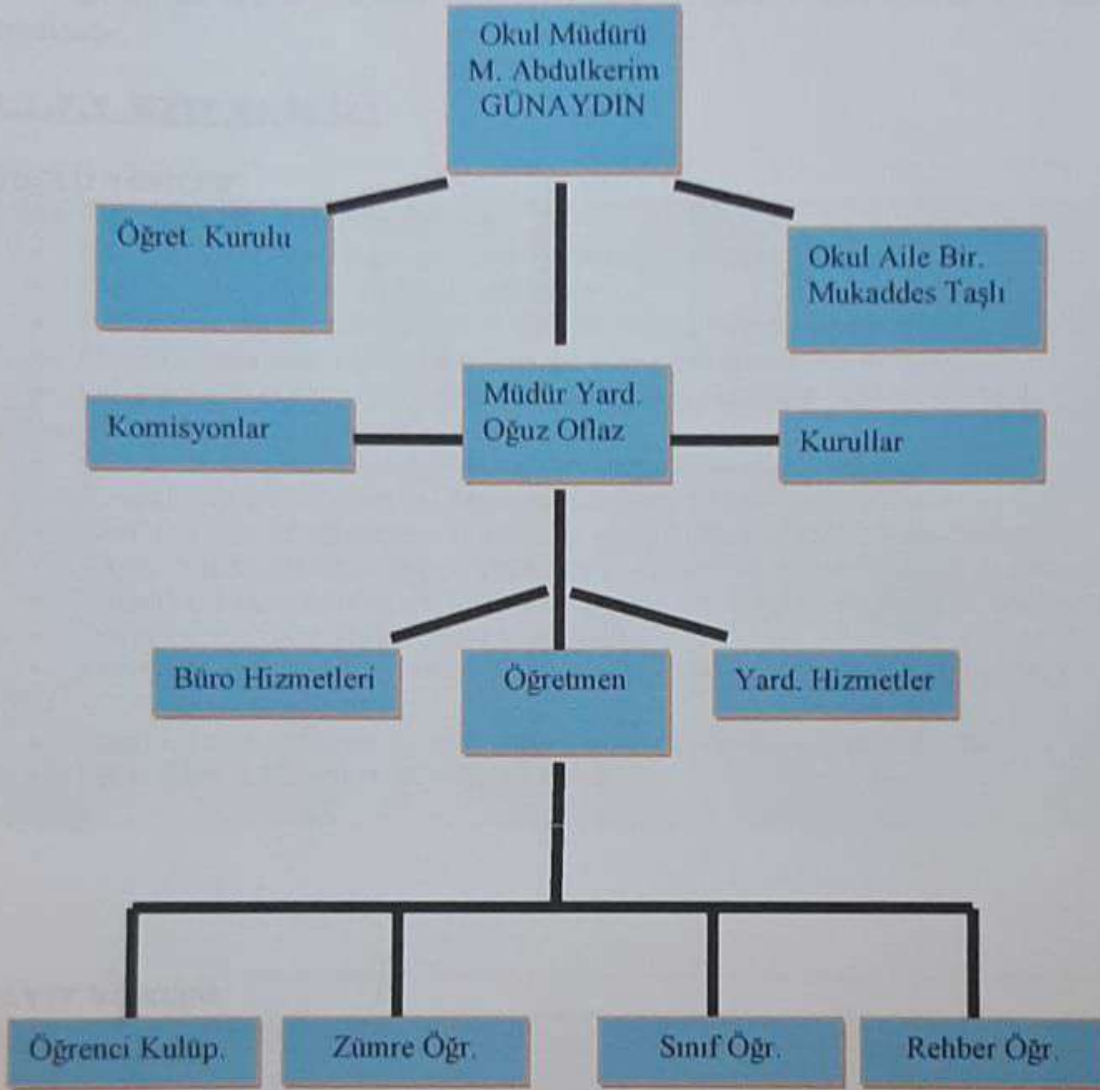 Okul Müdürü
M. Abdulkerim
GÜNAYDIN
Öğret. Kurulu
Okul Aile Bir.
Mukaddes Taşlı
Komisyonlar
Müdür Yard.
Oğuz Oflaz
Kurullar
Büro Hizmetleri
Öğretmen
Yard. Hizmetler
Öğrenci Kulüp.
Zümre Öğr.
Sınıf Öğr.
Rehber Öğr.